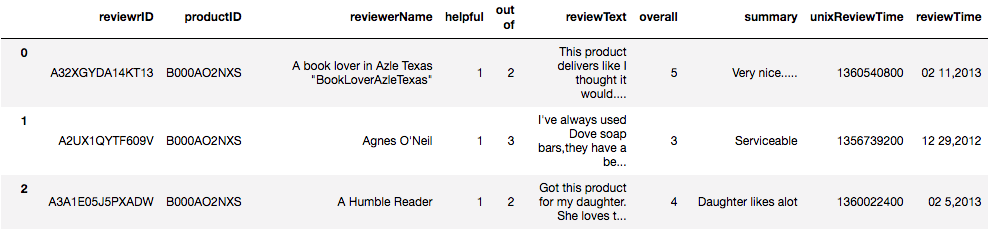 reviewrID productID reviewerName helpful out of reviewText overall summary unixReviewTime reviewTime
0 A32XGYDA14KT13 B000AO2NXS A book lover in Azle Texas "BookLoverAzleTexas" 1 2 This product delivers like I thought it would.... 5 Very nice..... 1360540800 02 11,2013
1 A2UX1QYTF609V B000AO2NXS Agnes O'Neil 1 3 I've always used Dove soap bars,they have a be... 3 Serviceable 1356739200 12 29,2012
2 A3A1E05J5PXADW B000AO2NXS A Humble Reader 1 2 Got this product for my daughter. She loves t... 4 Daughter likes alot 1360022400 02 5,2013